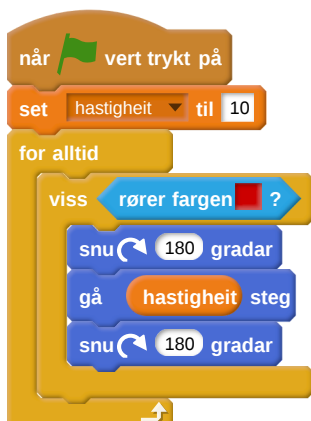 når vert trykt på
set hastigheit til 10
for alltid
viss rører fargen ?
snu 180 gradar
gå hastigheit steg
snu 180 gradar